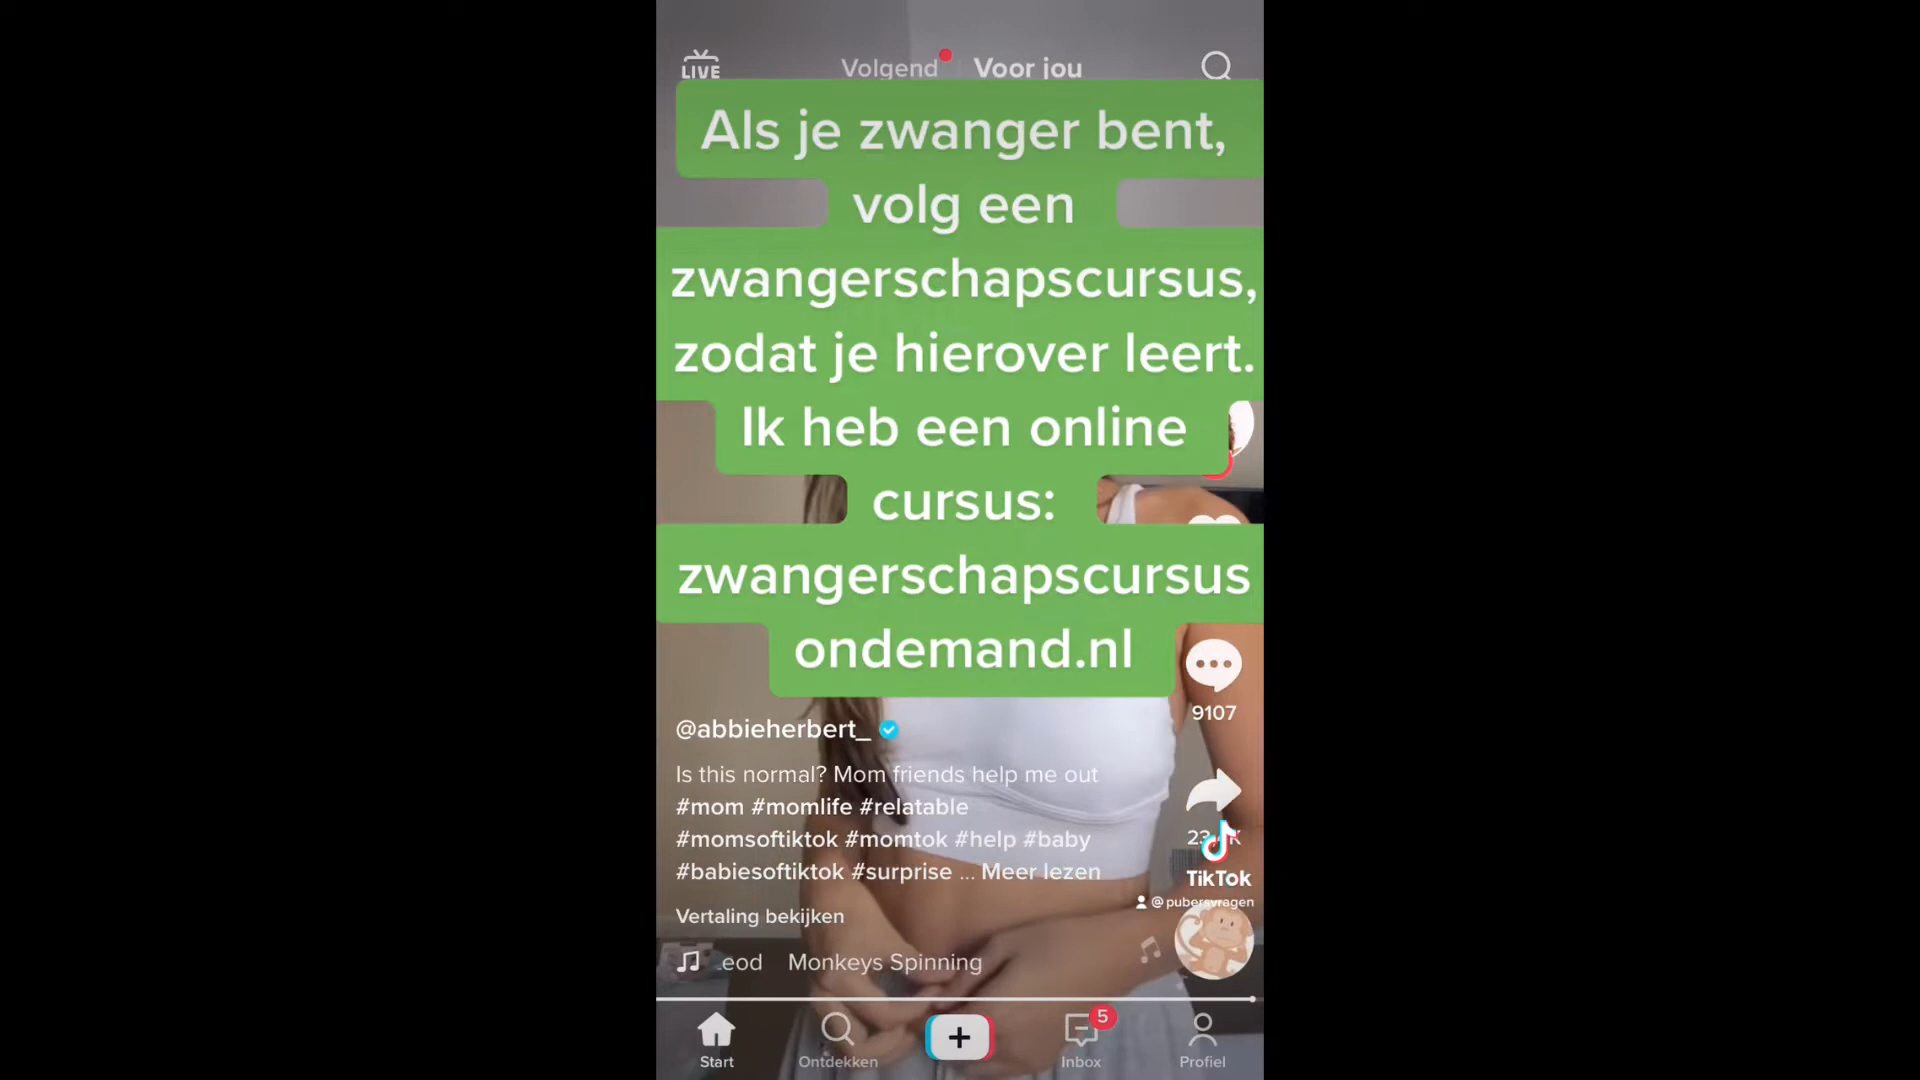 LIVE
Volgend
Voor jou
Als je zwanger bent,
volg een
zwangerschapscursus,
zodat je hierover leert.
Ik heb een online
cursus:
zwangerschapscursus
ondemand.nl
9107
@abbieherbert_
Is this normal? Mom friends help me out
#mom #momlife #relatable
#momsoftiktok #momtok #help #baby
#babiesoftiktok #surprise ... Meer lezen
TikTok
@pubersvragen
Vertaling bekijken
Monkeys Spinning
Start
Ontdekken
5
Inbox
Profiel